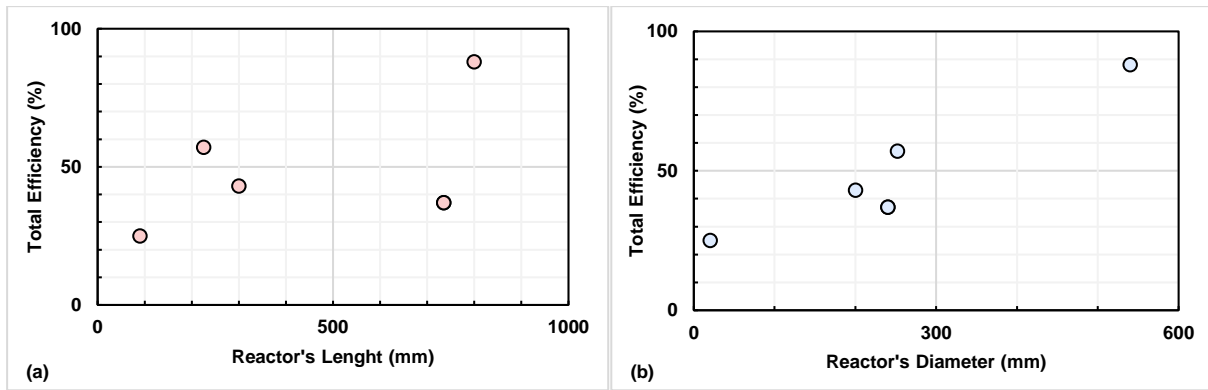 100
50
0
Total Efficiency (%)
0 500 1000
Reactor's Lenght (mm)
(a)
100
50
0
Total Efficiency (%)
0 300 600
Reactor's Diameter (mm)
(b)